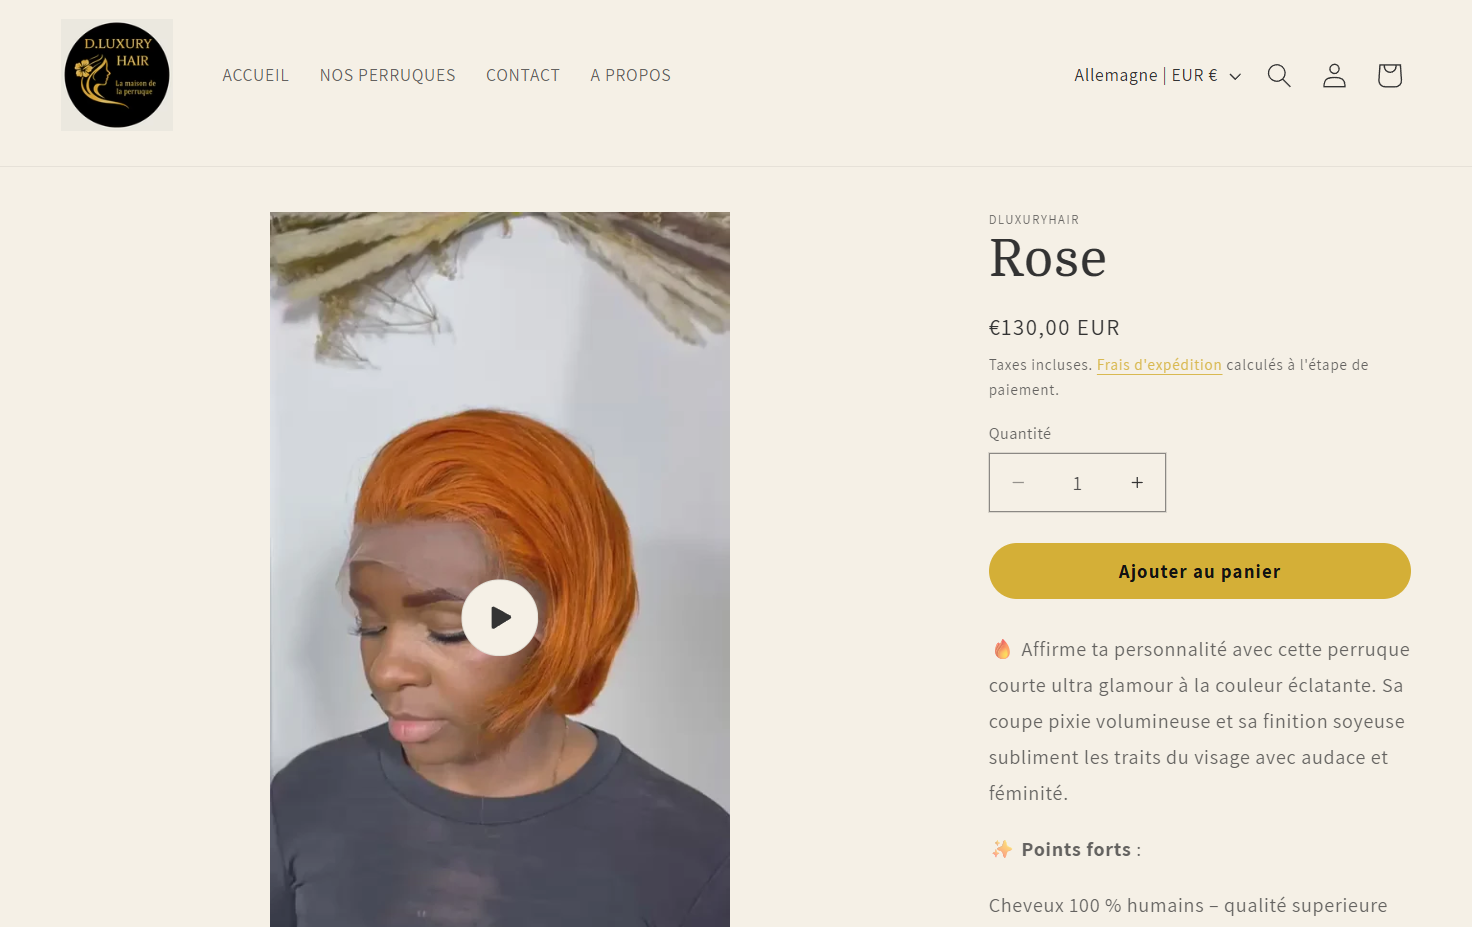 D.LUXURY
HAIR
La maison de
la perruque
ACCUEIL
NOS PERRUQUES
CONTACT
A PROPOS
Allemagne | EUR €
DLUXURYHAIR
Rose
€130,00 EUR
Taxes incluses. Frais d'expédition calculés à l'étape de
paiement.
Quantité
1
Ajouter au panier
🔥 Affirme ta personnalité avec cette perruque
courte ultra glamour à la couleur éclatante. Sa
coupe pixie volumineuse et sa finition soyeuse
subliment les traits du visage avec audace et
féminité.
✨ Points forts :
Cheveux 100 % humains – qualité superieure